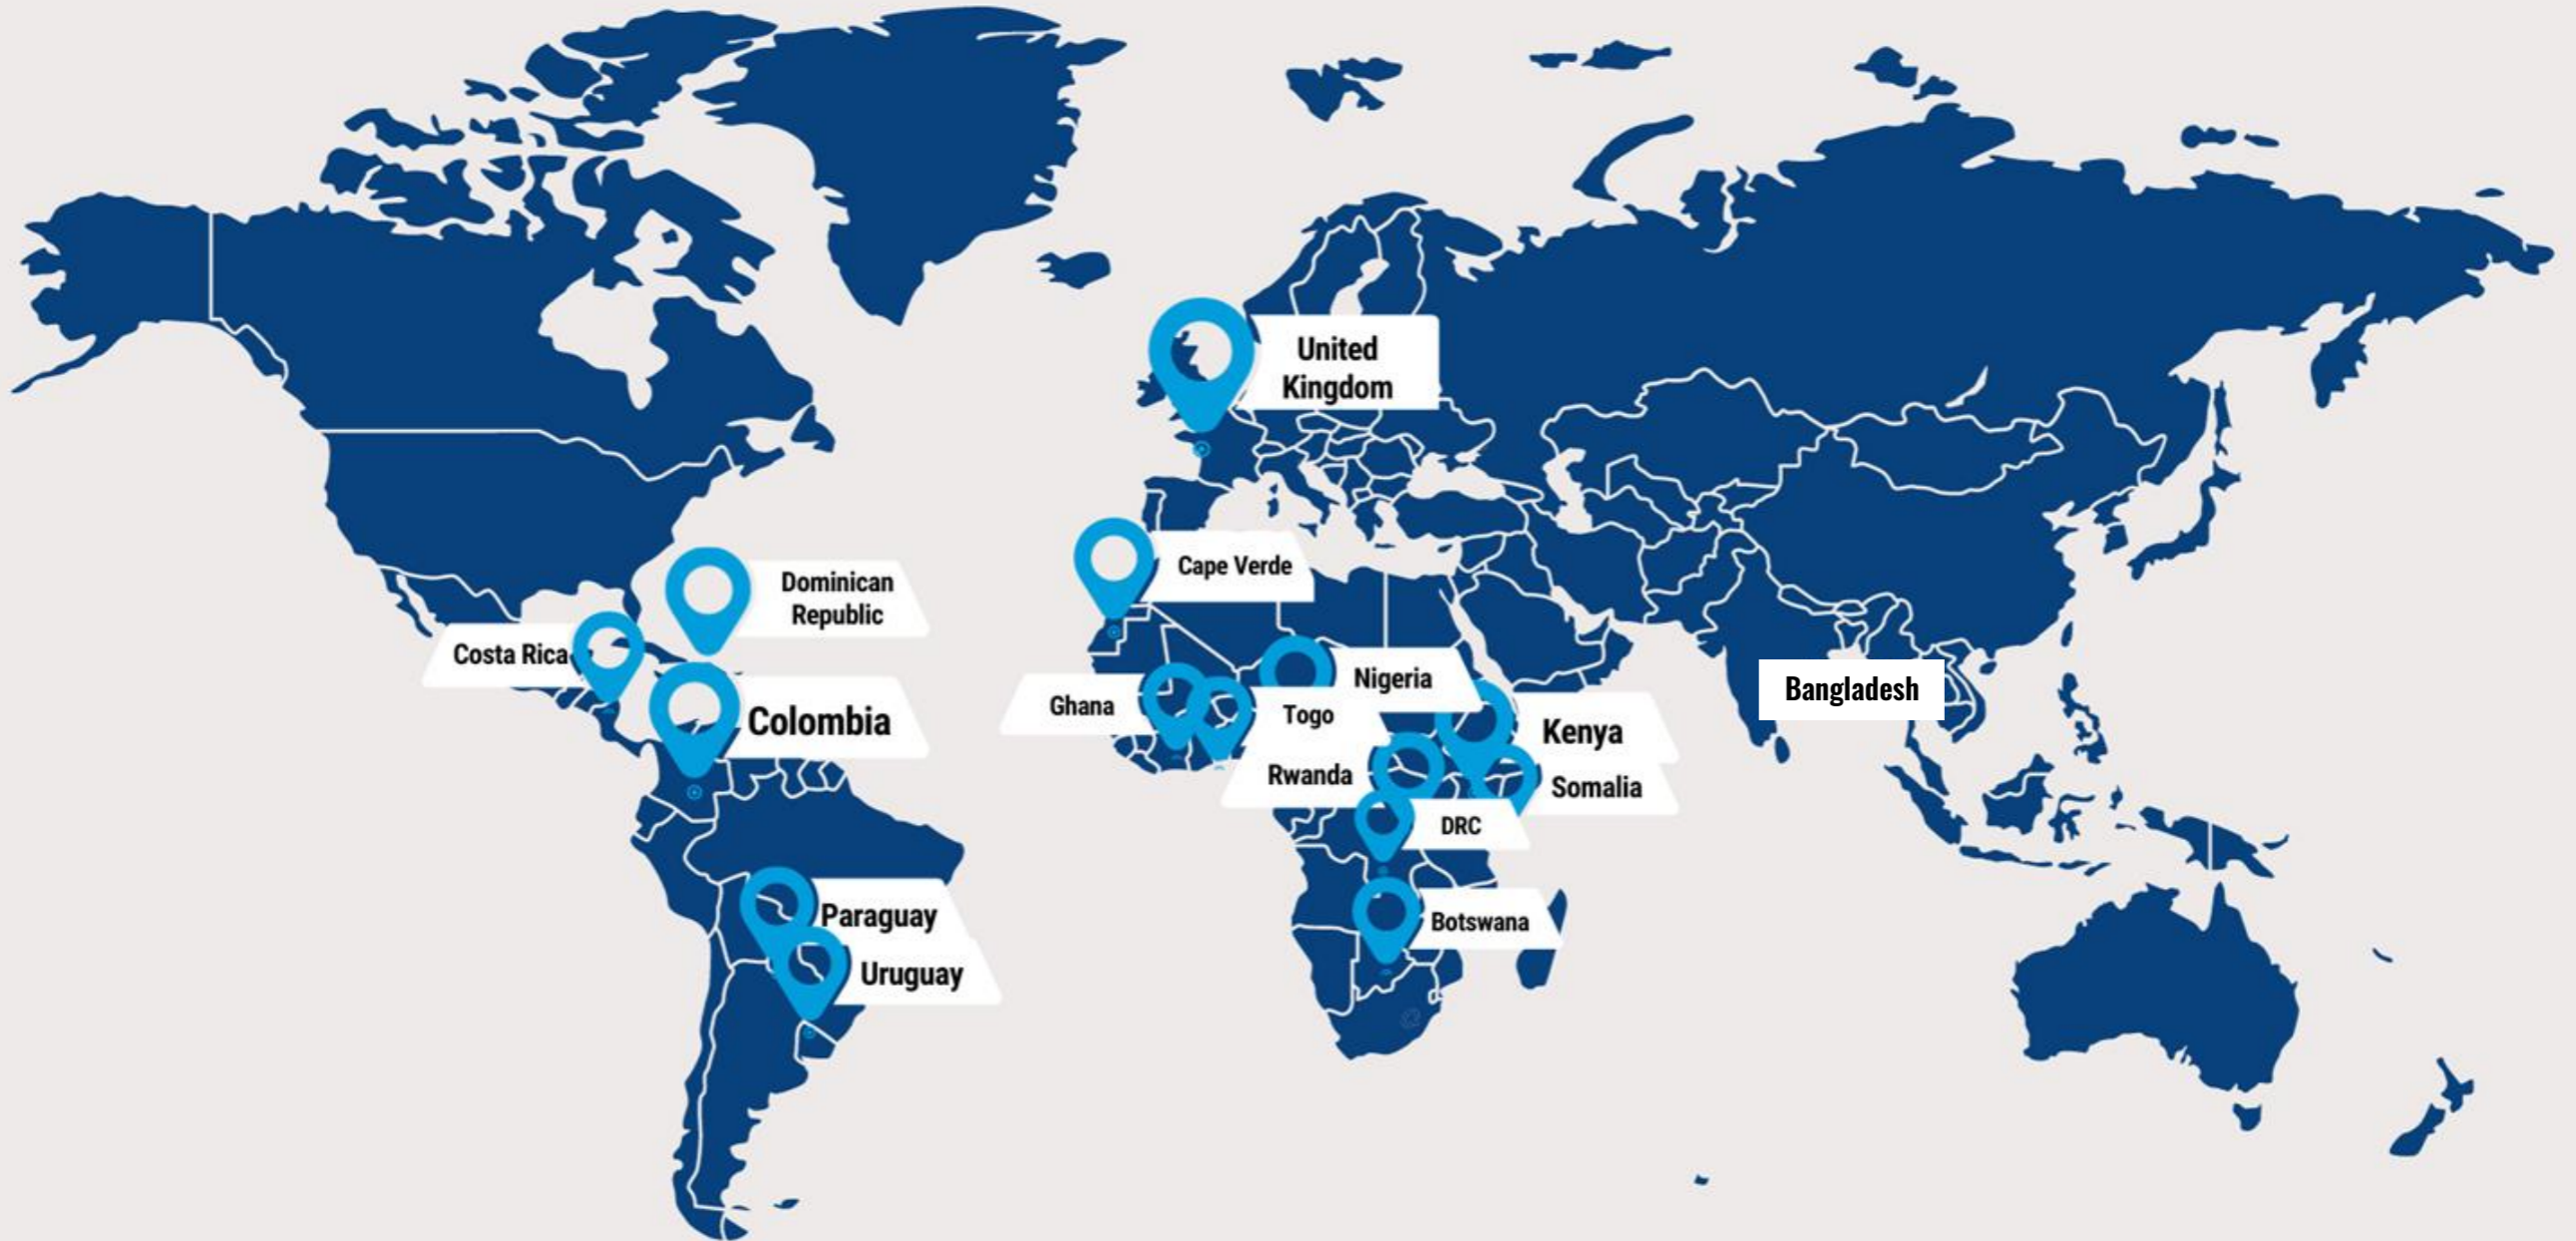 United
Kingdom
Cape Verde
Dominican
Republic
Costa Rica
Nigeria
Bangladesh
Ghana
Togo
Colombia
Kenya
Rwanda
Somalia
DRC
Paraguay
Botswana
Uruguay